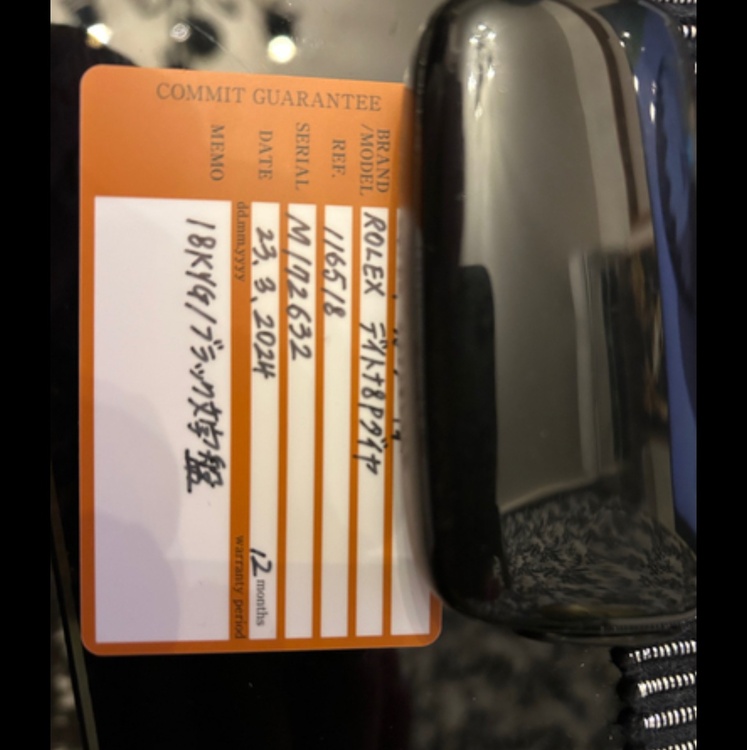 COMMIT GUARANTEE
BRAND /MODEL ROLEX デイトナ8Pダイヤ
REF. 116518
SERIAL M172632
DATE dd.mm.yyyy 23.3.2024 12 months warranty period
MEMO 18KYG/ブラック文字盤